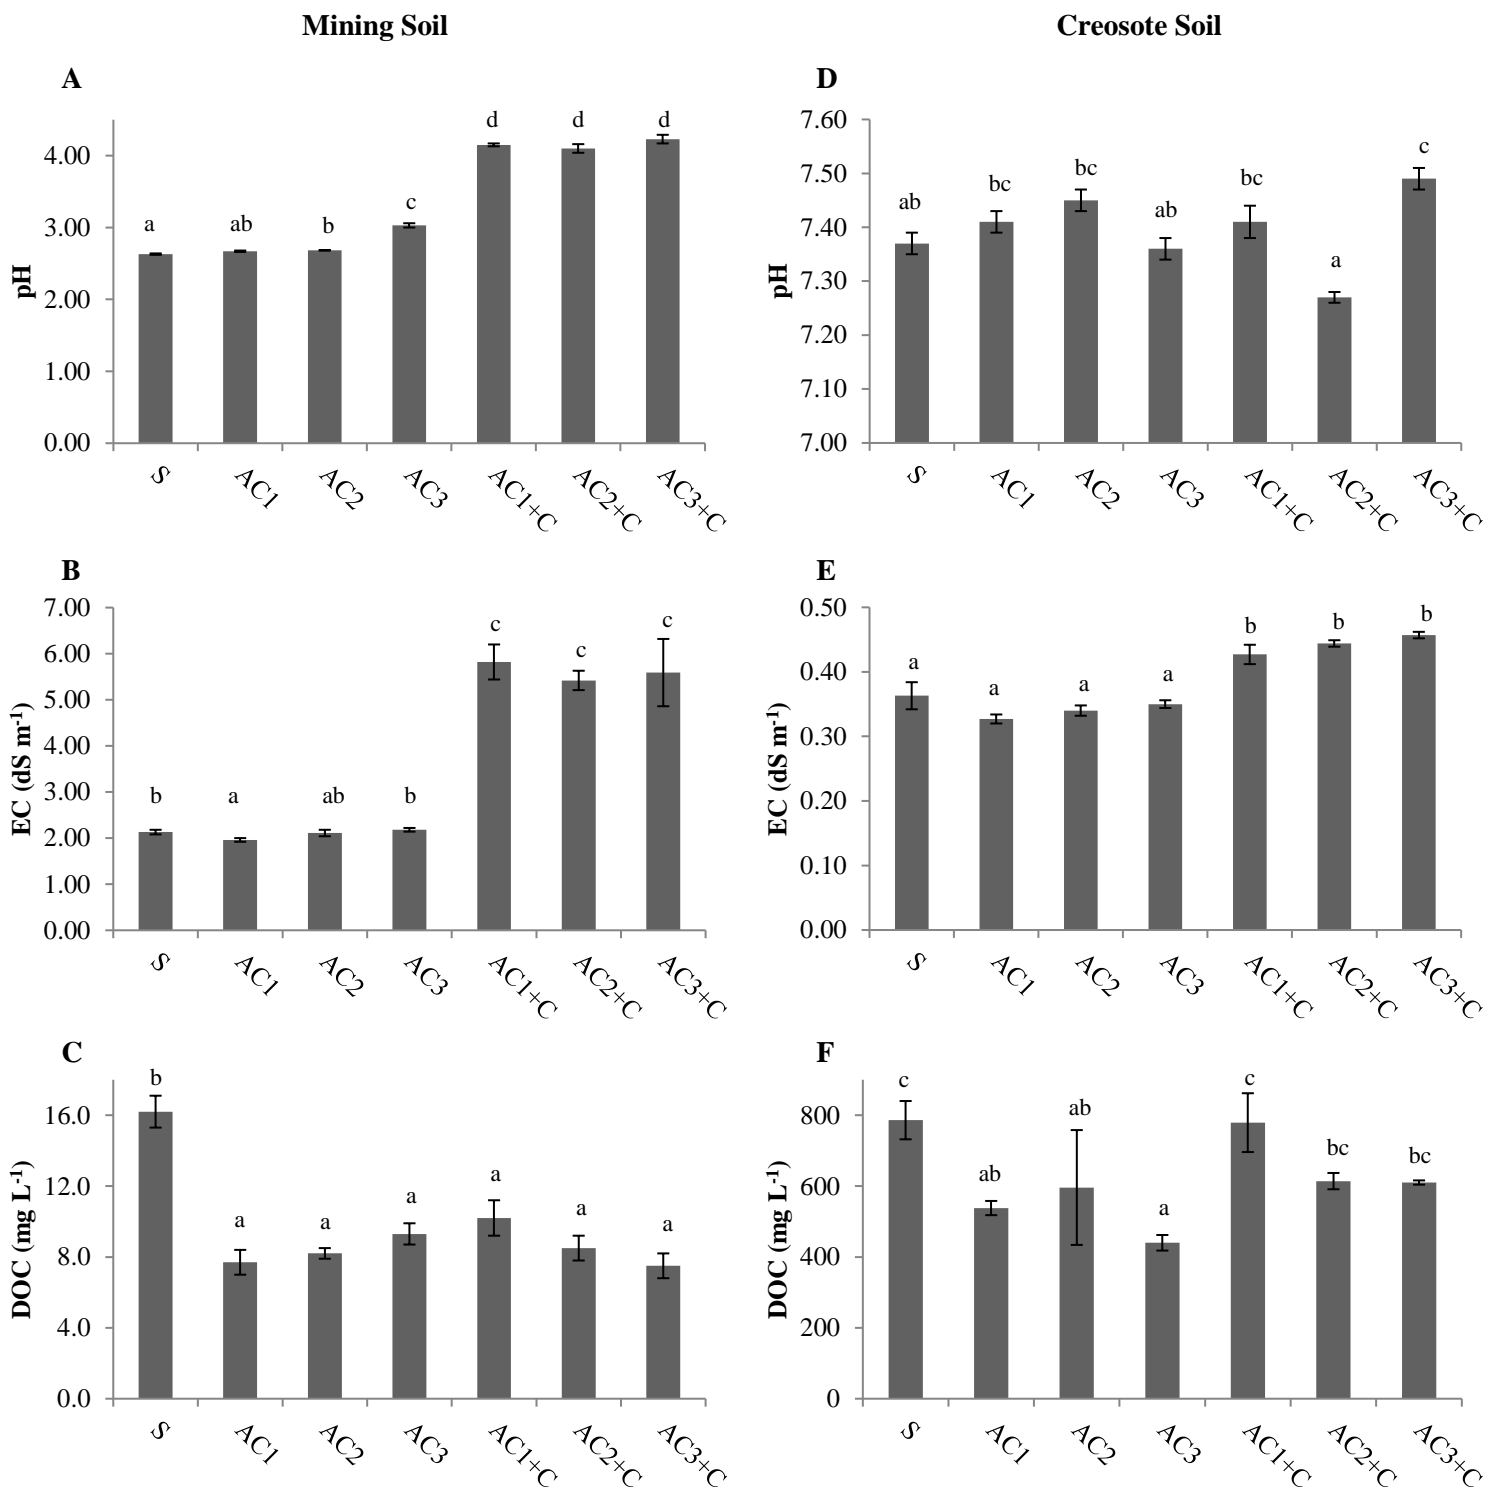 Mining Soil
Creosote Soil
A
pH
4.00
3.00
2.00
1.00
0.00
a ab b c d d d
S AC1 AC2 AC3 AC1+C AC2+C AC3+C
D
pH
7.60
7.50
7.40
7.30
7.20
7.10
7.00
ab bc bc ab bc a c
S AC1 AC2 AC3 AC1+C AC2+C AC3+C
B
EC (dS m⁻¹)
7.00
6.00
5.00
4.00
3.00
2.00
1.00
0.00
b a ab b c c c
S AC1 AC2 AC3 AC1+C AC2+C AC3+C
E
EC (dS m⁻¹)
0.50
0.40
0.30
0.20
0.10
0.00
a a a a b b b
S AC1 AC2 AC3 AC1+C AC2+C AC3+C
C
DOC (mg L⁻¹)
16.0
12.0
8.0
4.0
0.0
b a a a a a a
S AC1 AC2 AC3 AC1+C AC2+C AC3+C
F
DOC (mg L⁻¹)
800
600
400
200
0
c ab ab a c bc bc
S AC1 AC2 AC3 AC1+C AC2+C AC3+C